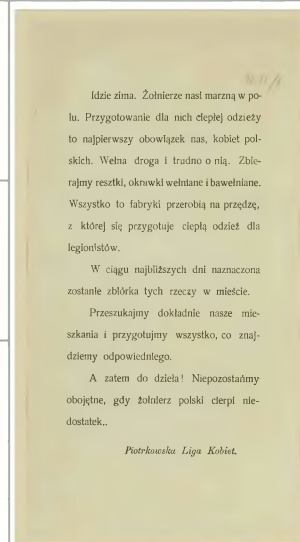 Idzie zima. Żołnierze nasi marzną w po-
lu. Przygotowanie dla nich ciepłej odzieży
to najpierwszy obowiązek nas, kobiet pol-
skich. Wełna droga i trudno o nią. Zbie-
rajmy resztki, okrawki wełniane i bawełniane.
Wszystko to fabryki przerobią na przędzę,
z której się przygotuje ciepłą odzież dla
legionistów.
W ciągu najbliższych dni naznaczona
zostanie zbiórka tych rzeczy w mieście.
Przeszukajmy dokładnie nasze mie-
szkania i przygotujmy wszystko, co znaj-
dziemy odpowiedniego.
A zatem do dzieła! Niepozostańmy
obojętne, gdy żołnierz polski cierpi nie-
dostatek,.
Piotrkowska Liga Kobiet.